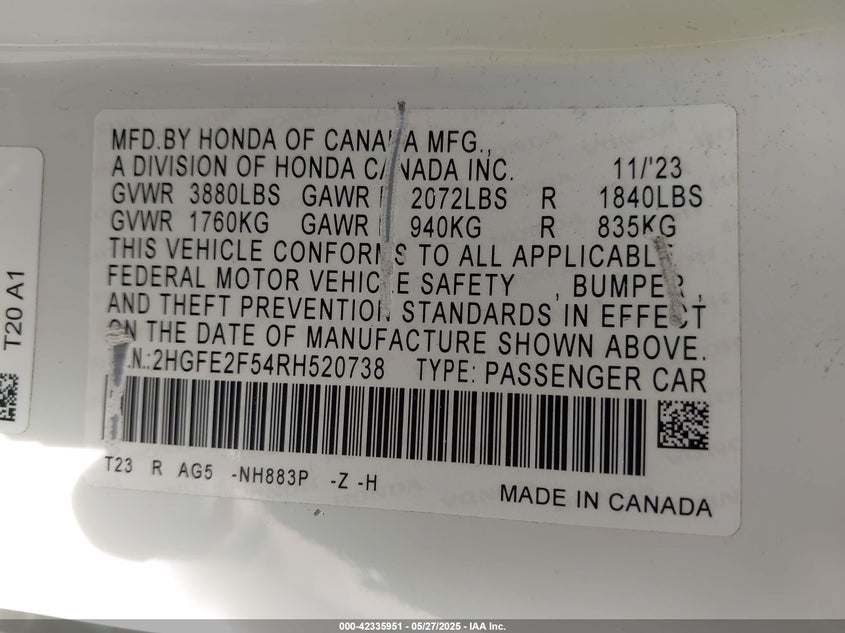 MFD.BY HONDA OF CANADA MFG.,
A DIVISION OF HONDA CANADA INC. 11/'23
GVWR 3880LBS GAWR F 2072LBS R 1840LBS
GVWR 1760KG GAWR 940KG R 835KG
THIS VEHICLE CONFORMS TO ALL APPLICABLE
FEDERAL MOTOR VEHICLE SAFETY , BUMPER,
AND THEFT PREVENTION STANDARDS IN EFFECT
ON THE DATE OF MANUFACTURE SHOWN ABOVE.
.N.:2HGFE2F54RH520738 TYPE: PASSENGER CAR
T23 R AG5 -NH883P -Z -H
MADE IN CANADA
T20 A1
000-42335951 - 05/27/2025 - IAA Inc.